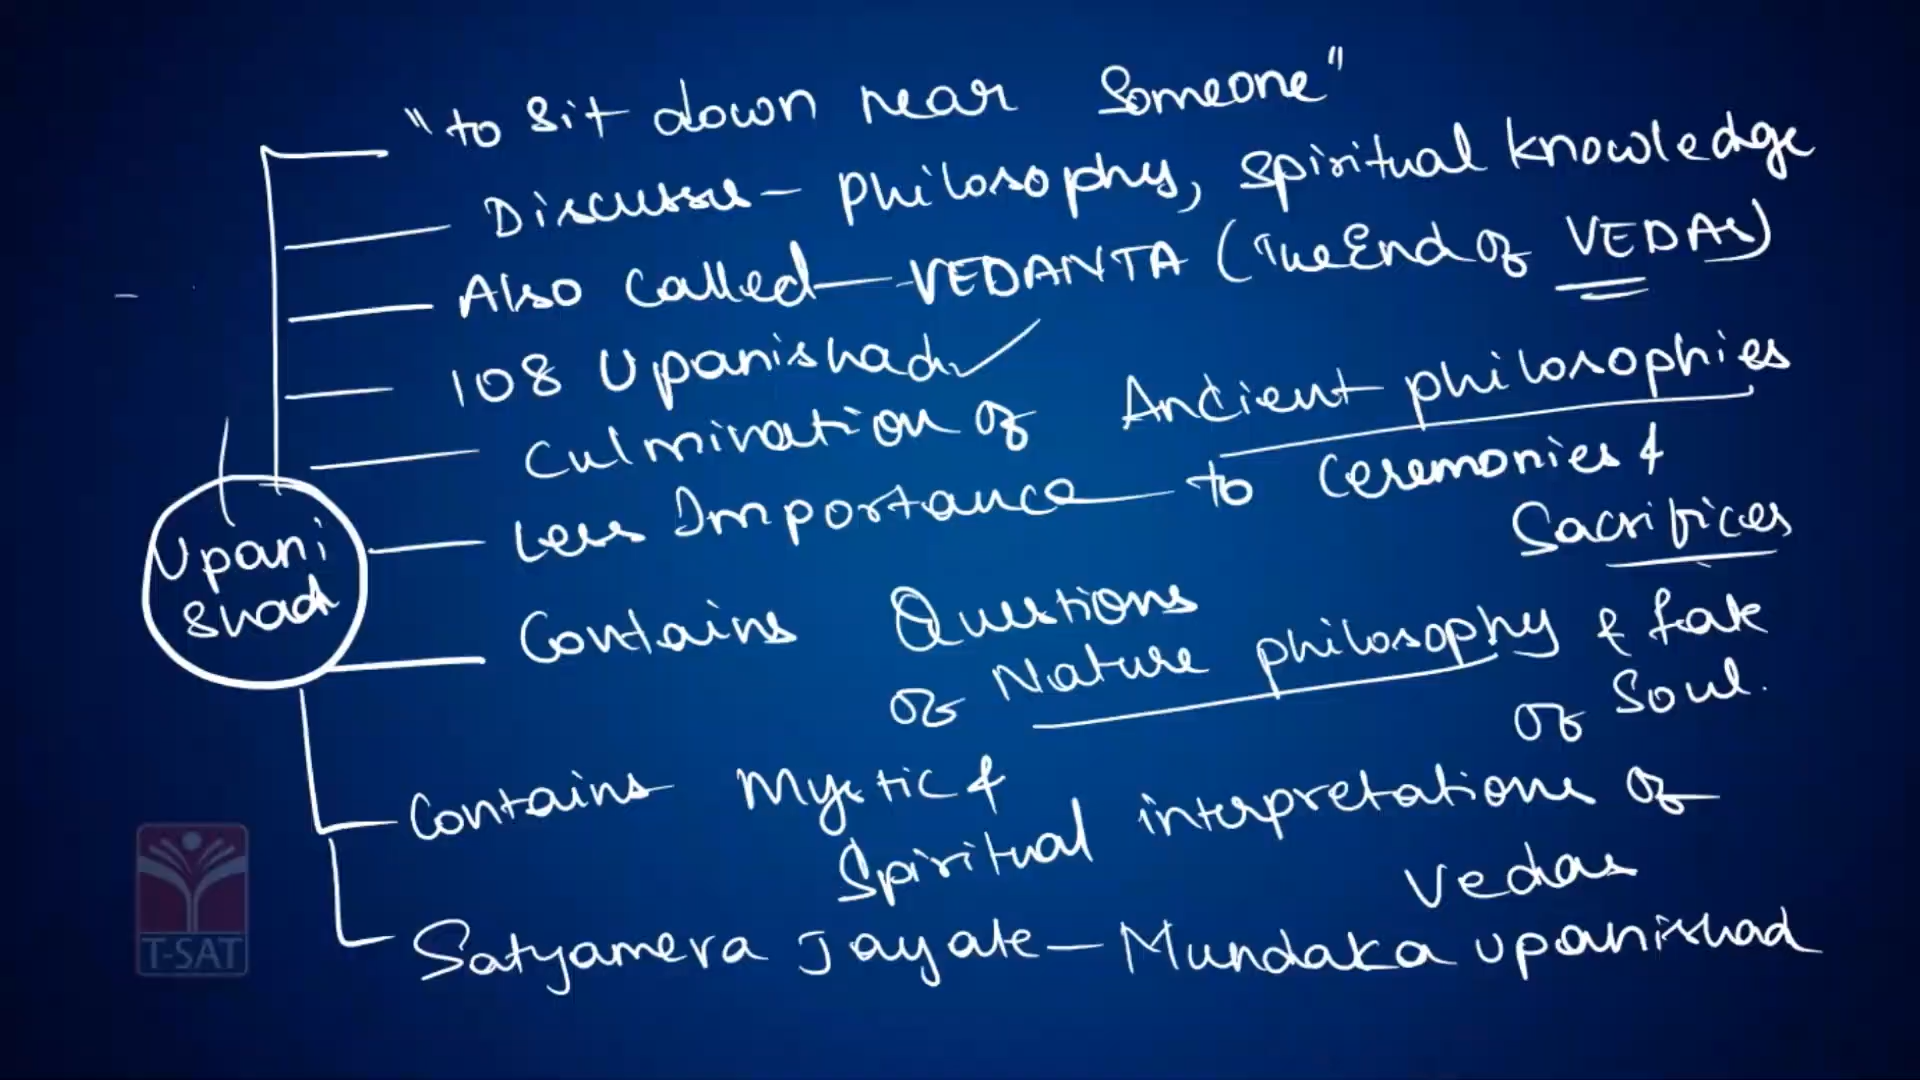 "to sit down near Someone"
Discusses - philosophy, spiritual knowledge
Also called - VEDANTA (The End of VEDAs)
108 Upanishads ✓
Culmination of Ancient philosophies
Less Importance - to Ceremonies &
Sacrifices
Upani
shad
Contains Questions
of Nature philosophy & fate
of Soul.
Contains Mystic &
Spiritual interpretations of
Vedas
Satyameva Jayate - Mundaka Upanishad
T-SAT